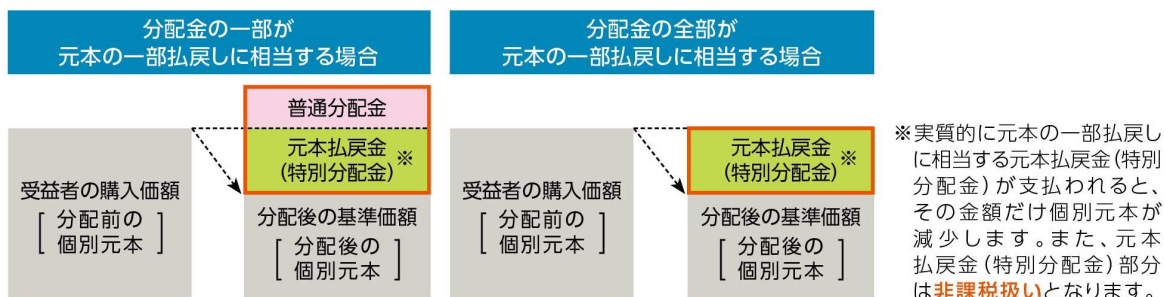 分配金の一部が
元本の一部払戻しに相当する場合
普通分配金
元本払戻金
(特別分配金)※
受益者の購入価額
[分配前の
個別元本]
分配後の基準価額
[分配後の
個別元本]
分配金の全部が
元本の一部払戻しに相当する場合
元本払戻金
(特別分配金)※
受益者の購入価額
[分配前の
個別元本]
分配後の基準価額
[分配後の
個別元本]
※実質的に元本の一部払戻し
に相当する元本払戻金(特別
分配金)が支払われると、
その金額だけ個別元本が
減少します。また、元本
払戻金(特別分配金)部分
は非課税扱いとなります。